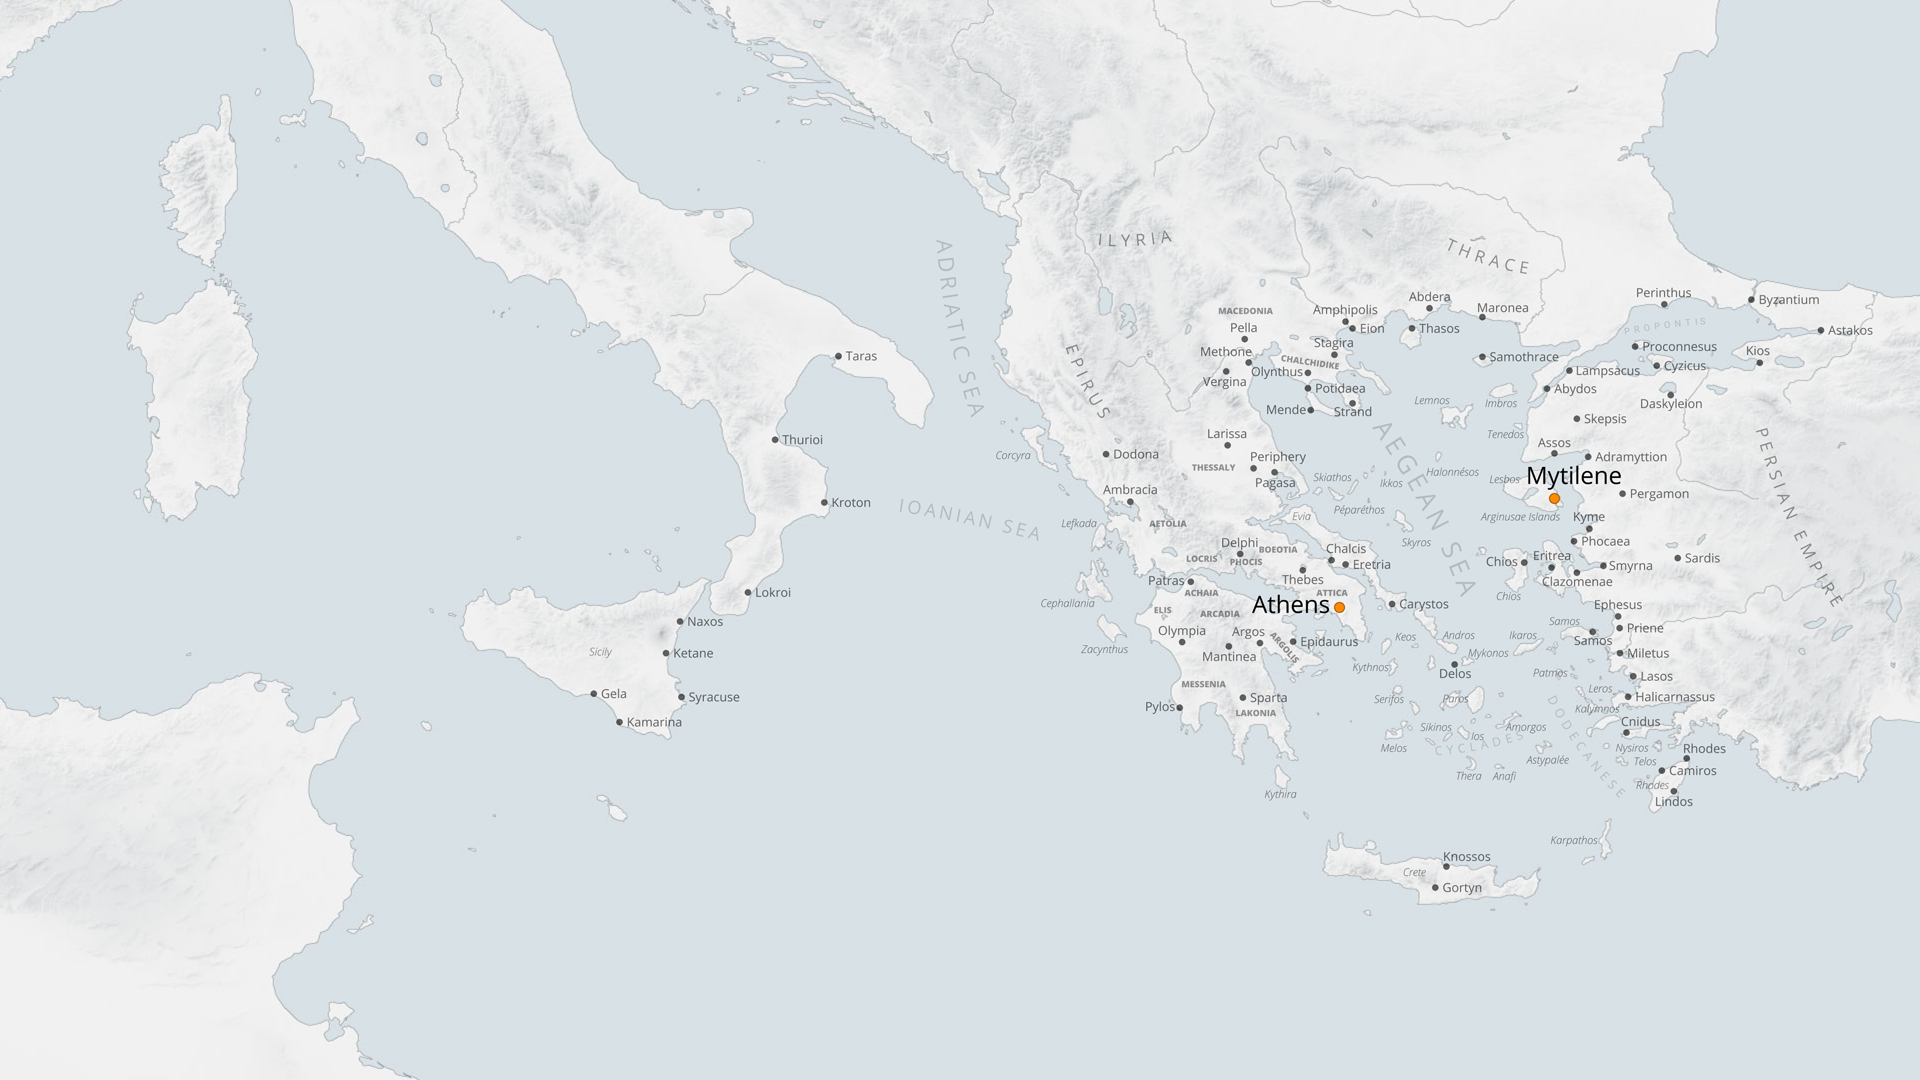 ADRIATIC SEA
IOANIAN SEA
AEGEAN SEA
ILYRIA
THRACE
EPIRUS
PERSIAN EMPIRE
PROPONTIS
CYCLADES
DODECANESE
MACEDONIA
Pella
Methone
Vergina
Amphipolis
Eion
Stagira
CHALCHIDIKE
Olynthus
Potidaea
Mende
Strand
Abdera
Thasos
Maronea
Samothrace
Perinthus
Byzantium
Astakos
Proconnesus
Kios
Cyzicus
Lampsacus
Abydos
Daskyleion
Imbros
Lemnos
Skepsis
Tenedos
Assos
Adramyttion
Mytilene
Lesbos
Pergamon
Arginusae Islands
Kyme
Phocaea
Sardis
Smyrna
Eritrea
Chios
Clazomenae
Chios
Ephesus
Priene
Samos
Samos
Miletus
Lasos
Halicarnassus
Cnidus
Rhodes
Camiros
Rhodes
Lindos
Taras
Thurioi
Kroton
Lokroi
Naxos
Ketane
Sicily
Gela
Syracuse
Kamarina
Corcyra
Dodona
Larissa
THESSALY
Periphery
Pagasa
Ambracia
Lefkada
AETOLIA
Skiathos
Ikkos
Halonnésos
Péparéthos
Skyros
Evia
Delphi
BOEOTIA
LOCRIS
PHOCIS
Chalcis
Eretria
Thebes
ATTICA
Athens
Carystos
Patras
ACHAIA
Cephallania
ELIS
ARCADIA
Olympia
Argos
ARGOLIS
Epidaurus
Mantinea
Zacynthus
MESSENIA
Pylos
Sparta
LAKONIA
Kythira
Keos
Andros
Ikaros
Mykonos
Kythnos
Delos
Patmos
Serifos
Paros
Leros
Kalymnos
Sikinos
Ios
Amorgos
Melos
Nysiros
Telos
Astypalée
Thera
Anafi
Karpathos
Knossos
Crete
Gortyn